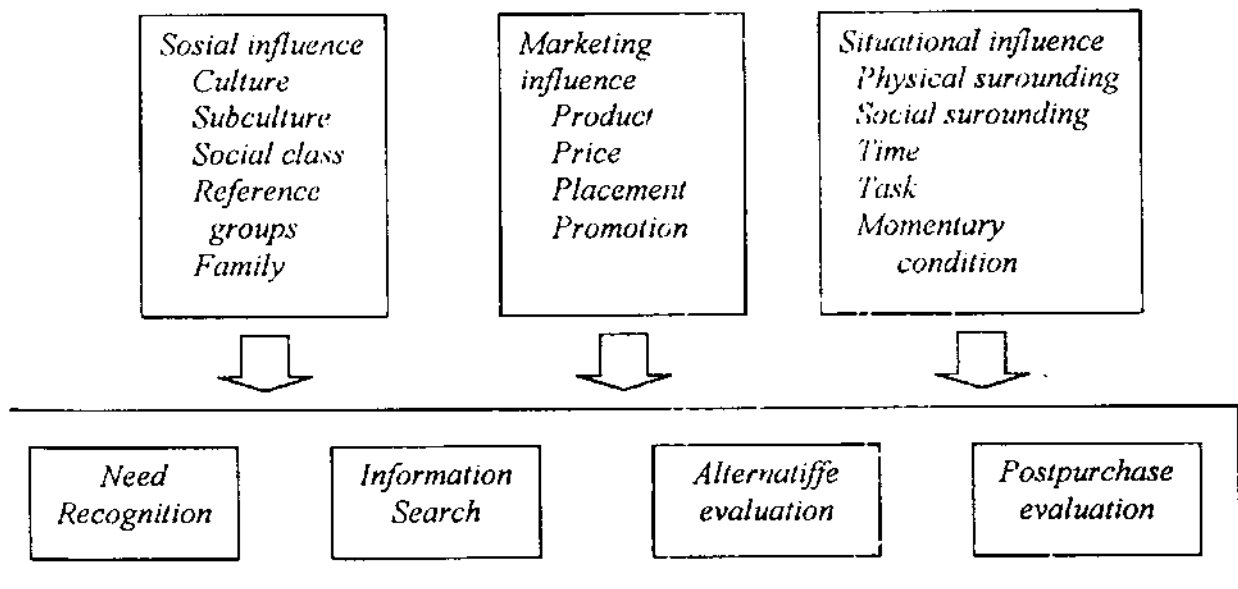 Sosial influence
Culture
Subculture
Social class
Reference
groups
Family
Marketing
influence
Product
Price
Placement
Promotion
Situational influence
Physical surounding
Social surounding
Time
Task
Momentary
condition
Need
Recognition
Information
Search
Alternatiffe
evaluation
Postpurchase
evaluation